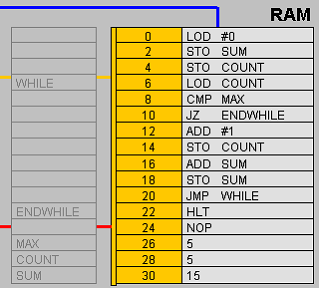 RAM
0 LOD #0
2 STO SUM
4 STO COUNT
WHILE 6 LOD COUNT
8 CMP MAX
10 JZ ENDWHILE
12 ADD #1
14 STO COUNT
16 ADD SUM
18 STO SUM
20 JMP WHILE
ENDWHILE 22 HLT
24 NOP
MAX 26 5
COUNT 28 5
SUM 30 15